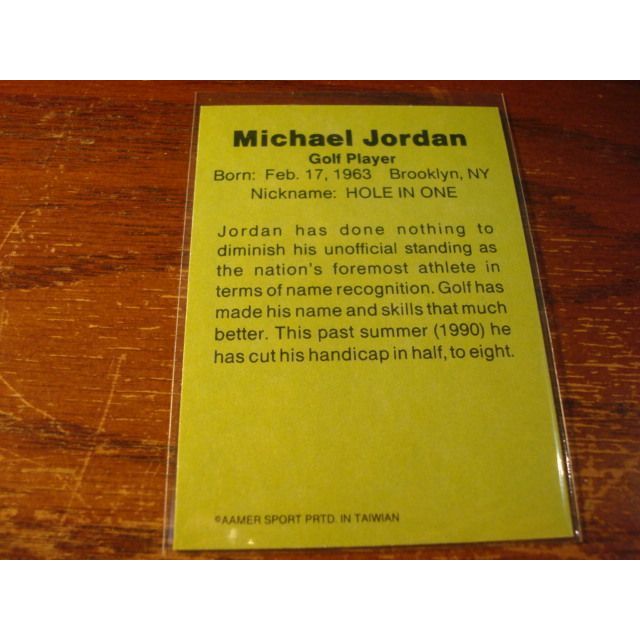 Michael Jordan
Golf Player
Born: Feb. 17, 1963 Brooklyn, NY
Nickname: HOLE IN ONE
Jordan has done nothing to
diminish his unofficial standing as
the nation's foremost athlete in
terms of name recognition. Golf has
made his name and skills that much
better. This past summer (1990) he
has cut his handicap in half, to eight.
©AAMER SPORT PRTD. IN TAIWIAN